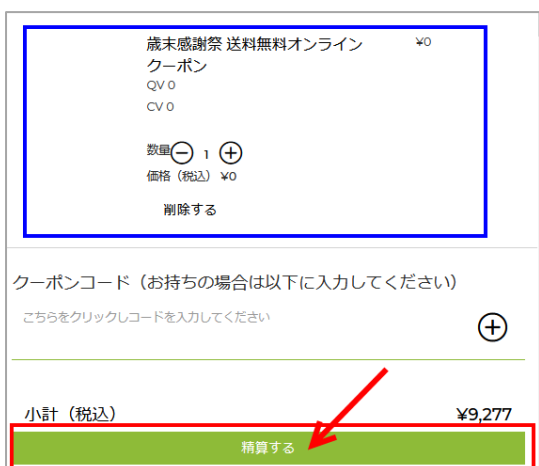 歳末感謝祭 送料無料オンライン ¥0
クーポン
QV 0
CV 0
数量 1
価格（税込） ¥0
削除する
クーポンコード（お持ちの場合は以下に入力してください）
こちらをクリックしコードを入力してください
小計（税込） ¥9,277
精算する